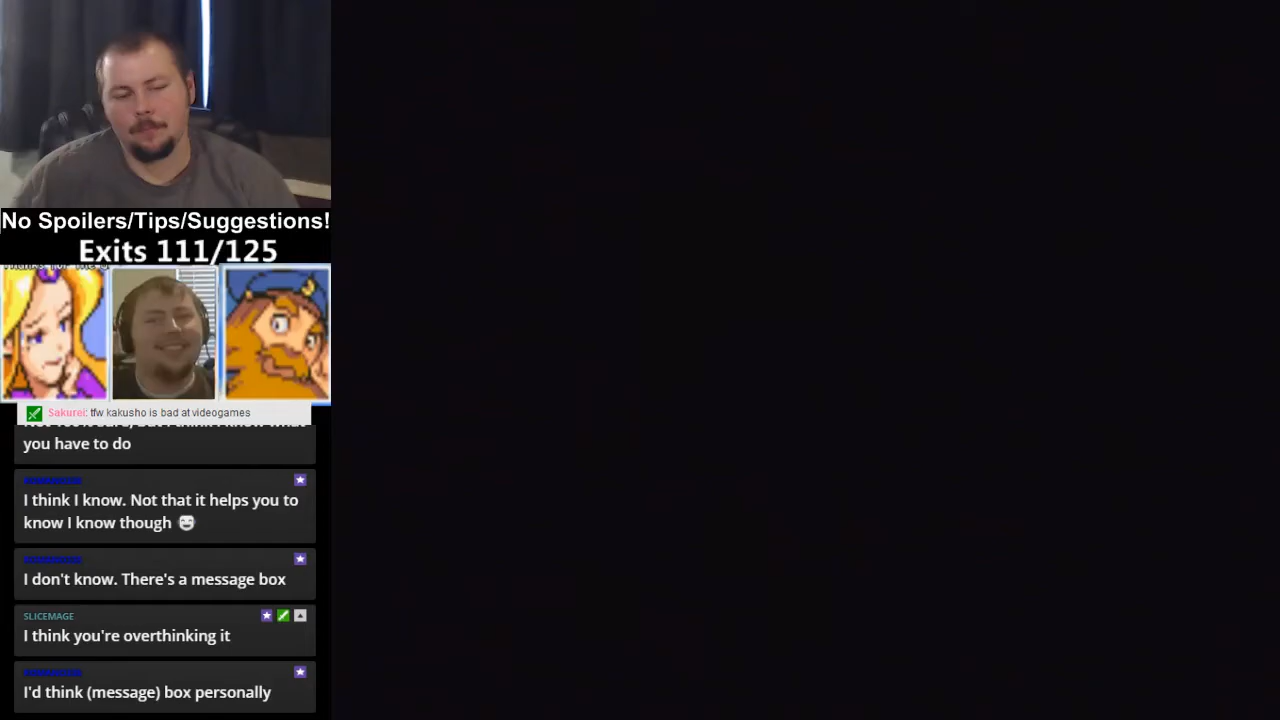 No Spoilers/Tips/Suggestions!
Exits 111/125
Sakurei: tfw kakusho is bad at videogames
you have to do
I think I know. Not that it helps you to
know I know though
I don't know. There's a message box
SLICEMAGE
I think you're overthinking it
I'd think (message) box personally